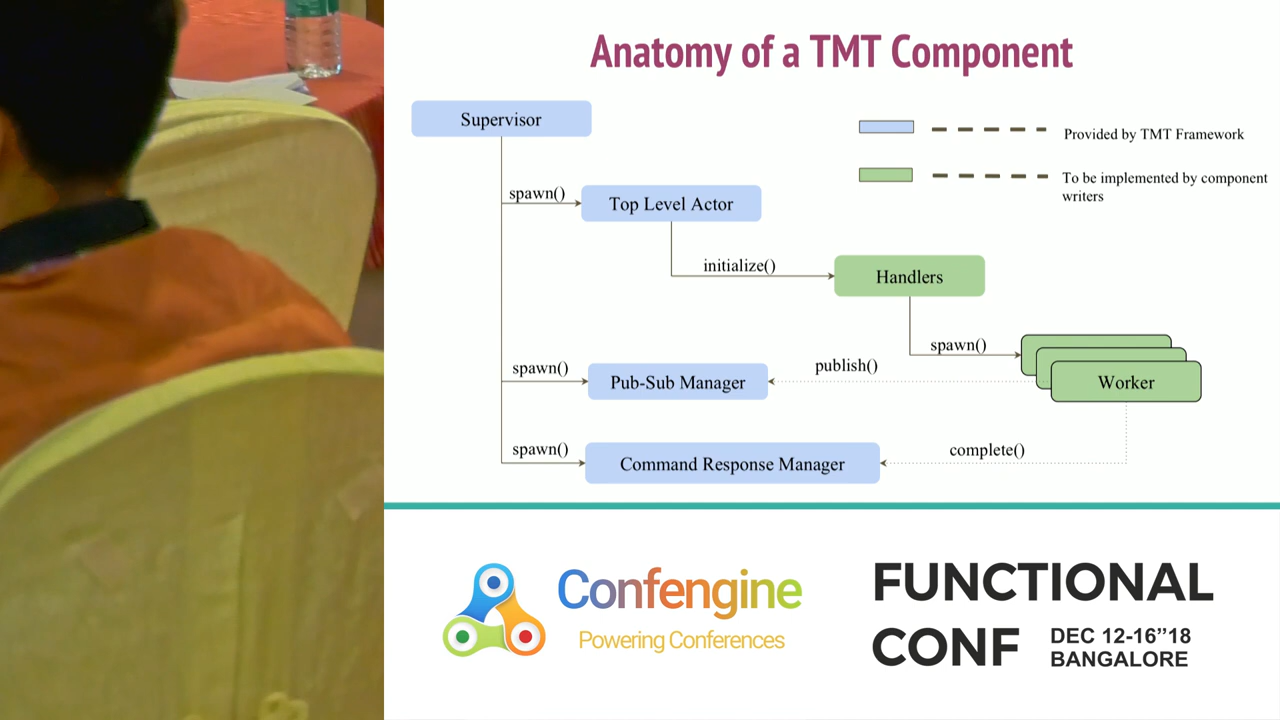 Anatomy of a TMT Component
Supervisor
Provided by TMT Framework
To be implemented by component
writers
spawn()
Top Level Actor
initialize()
Handlers
spawn()
spawn()
publish()
Pub-Sub Manager
Worker
spawn()
Command Response Manager
complete()
Confengine
Powering Conferences
FUNCTIONAL
CONF
DEC 12-16”18
BANGALORE